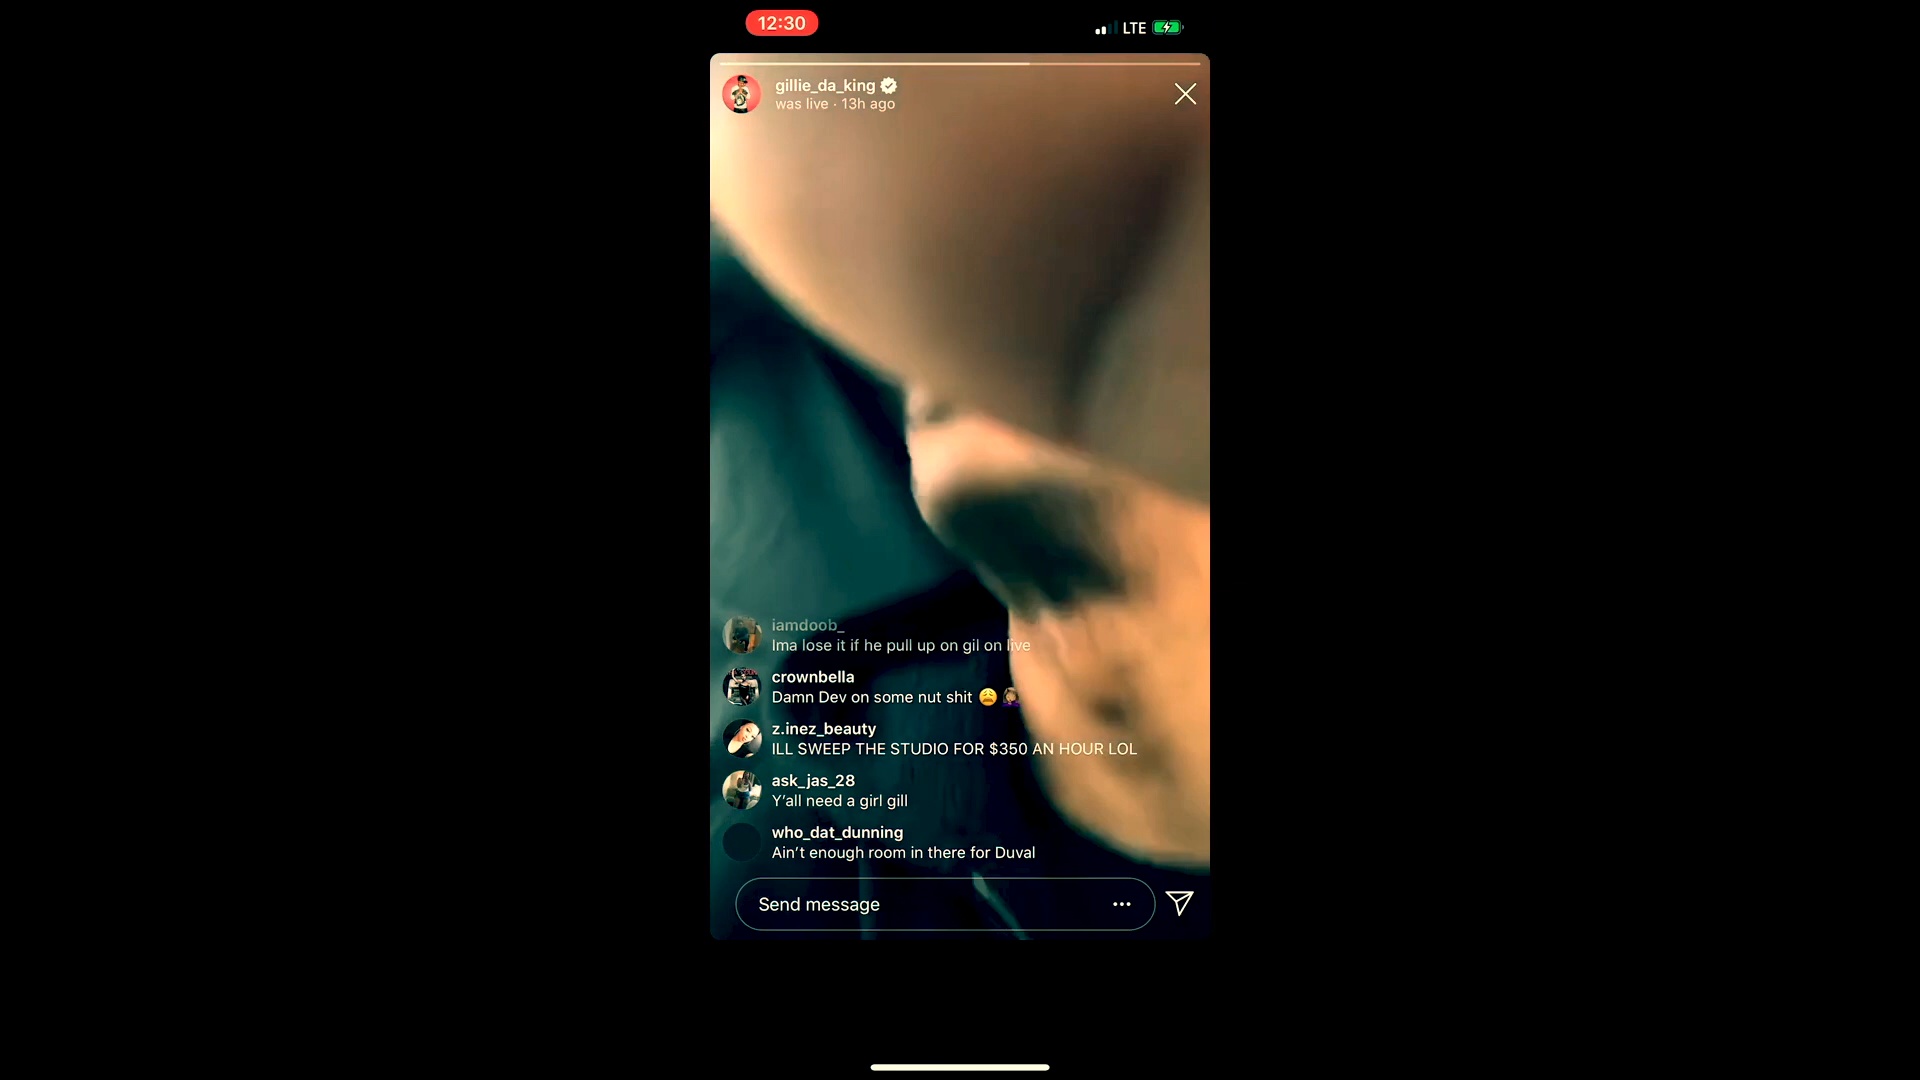 12:30
LTE
gillie_da_king
was live · 13h ago
iamdoob_
Ima lose it if he pull up on gil on live
crownbella
Damn Dev on some nut shit 😩 🤦🏽‍♀️
z.inez_beauty
ILL SWEEP THE STUDIO FOR $350 AN HOUR LOL
ask_jas_28
Y'all need a girl gill
who_dat_dunning
Ain't enough room in there for Duval
Send message